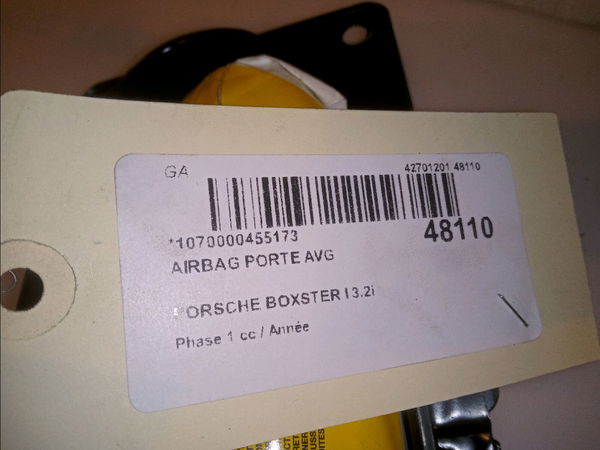 GA
42701201 48110
*1070000455173
48110
AIRBAG PORTE AVG
PORSCHE BOXSTER I 3.2i
Phase 1 cc / Année